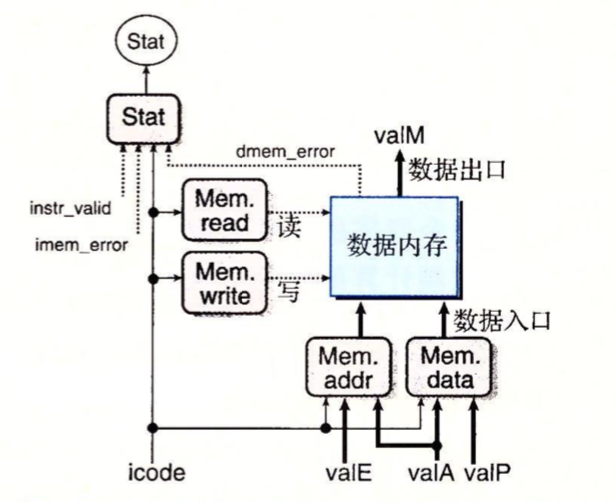 Stat
Stat
valM
dmem_error
数据出口
instr_valid
Mem.
read
读
imem_error
数据内存
Mem.
write
写
数据入口
Mem.
addr
Mem.
data
icode
valE
valA
valP